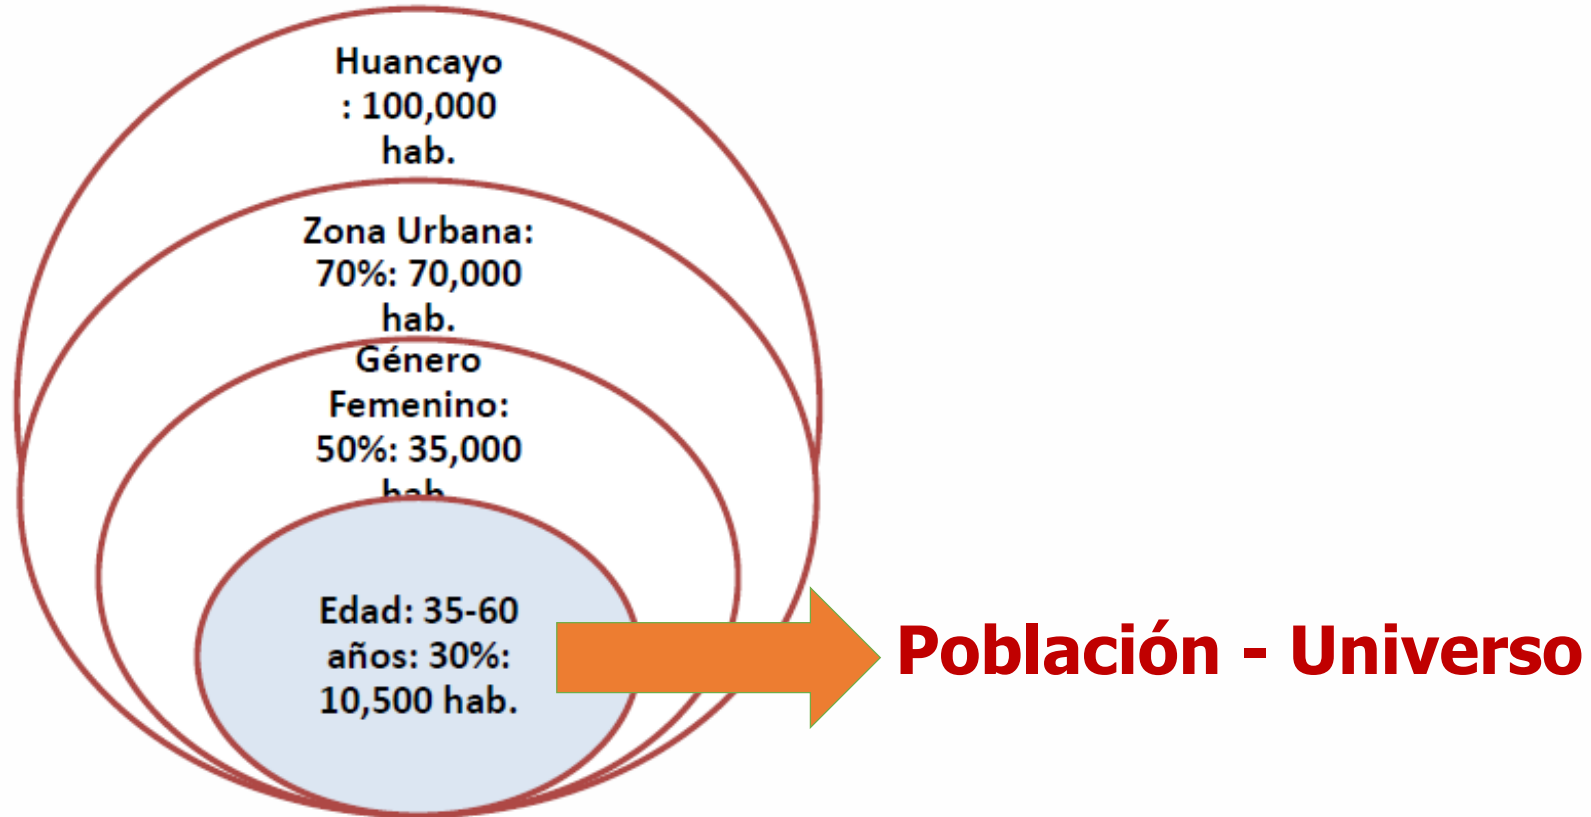 Huancayo
: 100,000
hab.
Zona Urbana:
70%: 70,000
hab.
Género
Femenino:
50%: 35,000
hab
Edad: 35-60
años: 30%:
10,500 hab.
Población - Universo